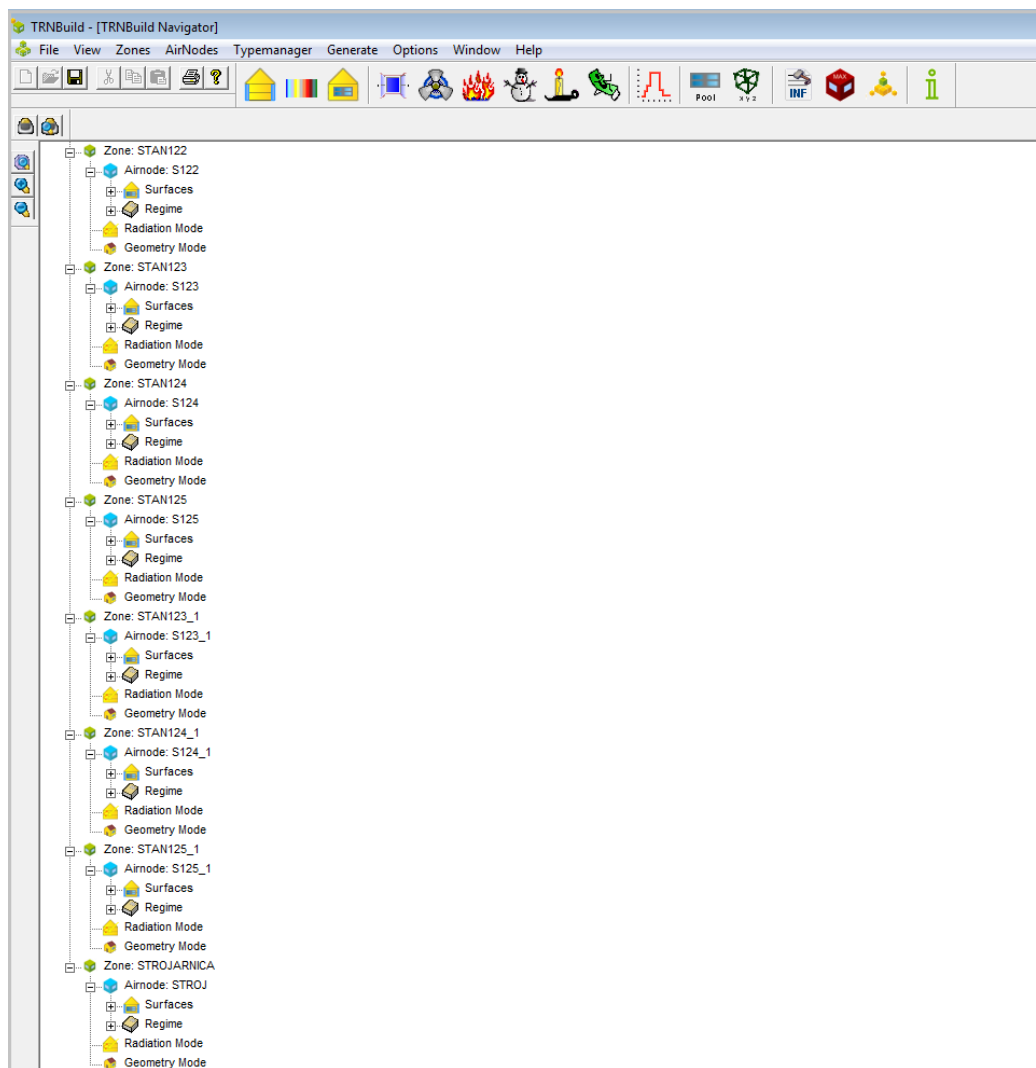 TRNBuild - [TRNBuild Navigator]
File View Zones AirNodes Typemanager Generate Options Window Help
Pool x y z INF MAX i
Zone: STAN122
Airnode: S122
Surfaces
Regime
Radiation Mode
Geometry Mode
Zone: STAN123
Airnode: S123
Surfaces
Regime
Radiation Mode
Geometry Mode
Zone: STAN124
Airnode: S124
Surfaces
Regime
Radiation Mode
Geometry Mode
Zone: STAN125
Airnode: S125
Surfaces
Regime
Radiation Mode
Geometry Mode
Zone: STAN123_1
Airnode: S123_1
Surfaces
Regime
Radiation Mode
Geometry Mode
Zone: STAN124_1
Airnode: S124_1
Surfaces
Regime
Radiation Mode
Geometry Mode
Zone: STAN125_1
Airnode: S125_1
Surfaces
Regime
Radiation Mode
Geometry Mode
Zone: STROJARNICA
Airnode: STROJ
Surfaces
Regime
Radiation Mode
Geometry Mode